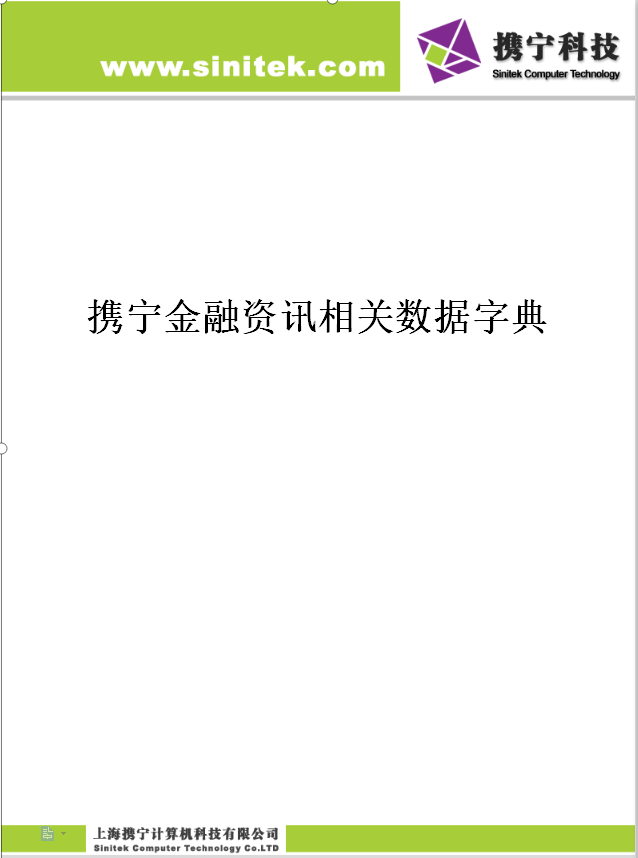 www.sinitek.com
携宁科技
Sinitek Computer Technology
携宁金融资讯相关数据字典
上海携宁计算机科技有限公司
Sinitek Computer Technology Co.LTD